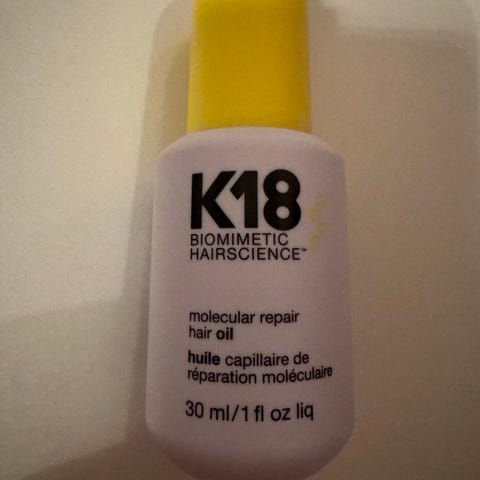 K18
BIOMIMETIC
HAIRSCIENCE™
molecular repair
hair oil
huile capillaire de
réparation moléculaire
30 ml/1 fl oz liq